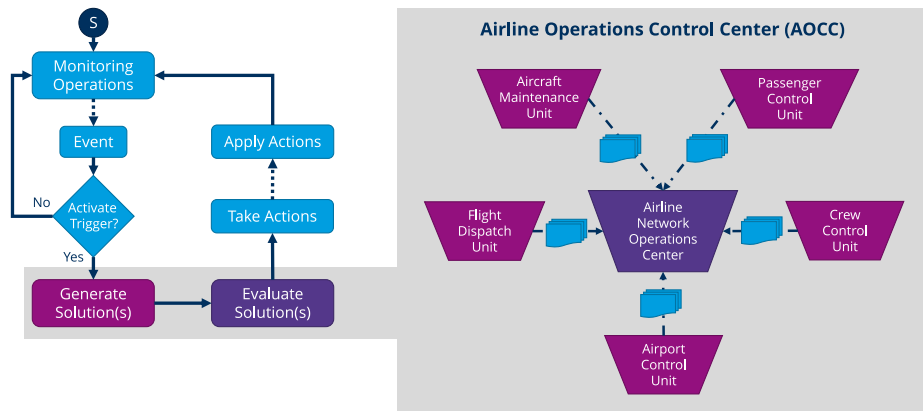 S
Monitoring
Operations
Event
Activate
Trigger?
No
Yes
Generate
Solution(s)
Evaluate
Solution(s)
Take Actions
Apply Actions
Airline Operations Control Center (AOCC)
Aircraft
Maintenance
Unit
Passenger
Control
Unit
Flight
Dispatch
Unit
Airline
Network
Operations
Center
Crew
Control
Unit
Airport
Control
Unit